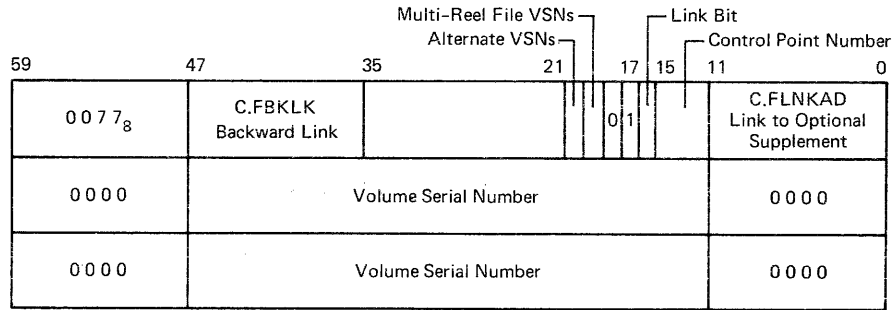 Multi-Reel File VSNs
Link Bit
Alternate VSNs
Control Point Number
59 47 35 21 17 15 11 0
0077₈
C.FBKLK
Backward Link
0 1
C.FLNKAD
Link to Optional
Supplement
0000 Volume Serial Number 0000
0000 Volume Serial Number 0000